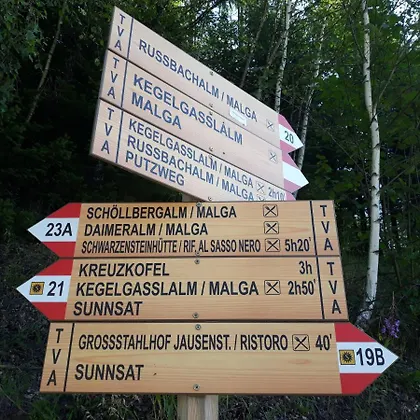 TVA
RUSSBACHALM / MALGA
20
TVA
KEGELGASSLALM
MALGA
TVA
KEGELGASSLALM / MALGA
RUSSBACHALM / MALGA 2h10'
PUTZWEG
23A
SCHÖLLBERGALM / MALGA
DAIMERALM / MALGA
SCHWARZENSTEINHÜTTE / RIF. AL SASSO NERO 5h20'
TVA
21
KREUZKOFEL 3h
KEGELGASSLALM / MALGA 2h50'
SUNNSAT
TVA
TVA
GROSSSTAHLHOF JAUSENST. / RISTORO 40'
SUNNSAT
19B